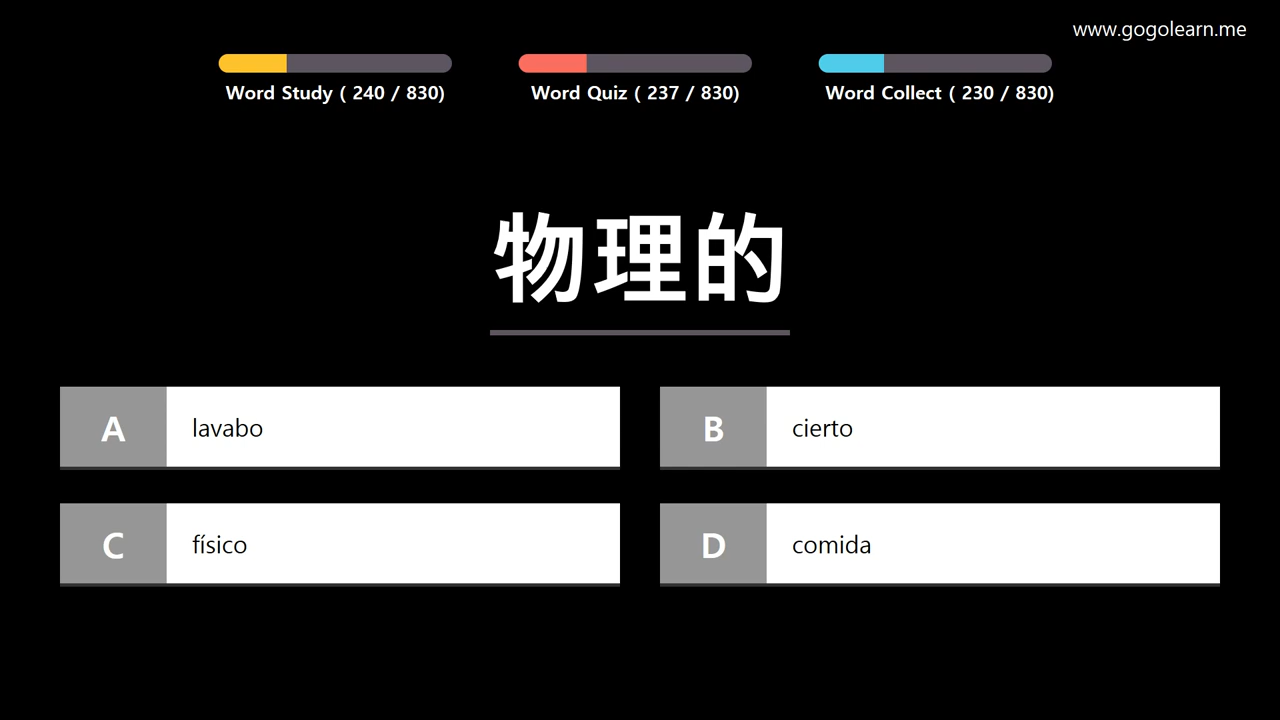 www.gogolearn.me
Word Study ( 240 / 830)
Word Quiz ( 237 / 830)
Word Collect ( 230 / 830)
物理的
A lavabo
B cierto
C físico
D comida